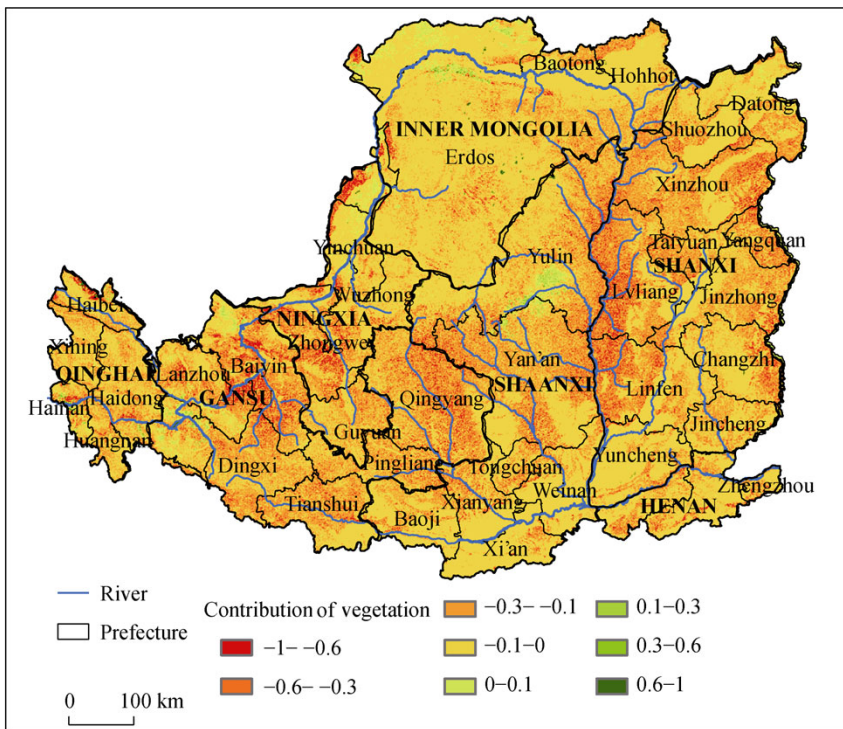 Baotong
Hohhot
Datong
INNER MONGOLIA
Shuozhou
Erdos
Xinzhou
Yinchuan
Yulin
Taiyuan
Yangquan
SHANXI
Wuzhong
Lvliang
Jinzhong
Haibei
NINGXIA
Zhongwei
Xining
Lanzhou
Baiyin
Yan'an
Changzhi
QINGHAI
SHAANXI
Linfen
Haidong
GANSU
Qingyang
Hainan
Jincheng
Huangnan
Guyuan
Dingxi
Pingliang
Tongchuan
Yuncheng
Zhengzhou
Tianshui
Xianyang
Weinan
HENAN
Baoji
Xi'an
River
Prefecture
0 100 km
Contribution of vegetation
−1− −0.6
−0.6− −0.3
−0.3− −0.1
−0.1−0
0−0.1
0.1−0.3
0.3−0.6
0.6−1